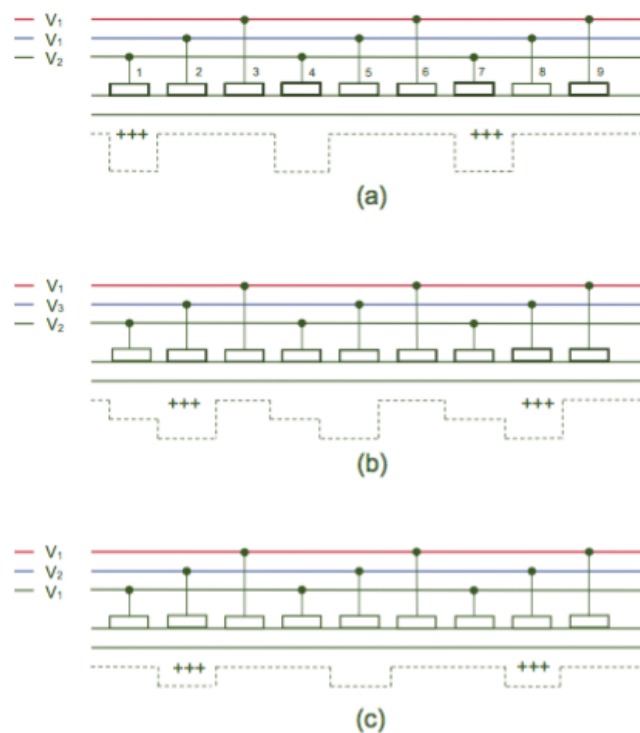 V₁
V₁
V₂
1 2 3 4 5 6 7 8 9
+++ +++
(a)
V₁
V₃
V₂
+++ +++
(b)
V₁
V₂
V₁
+++ +++
(c)